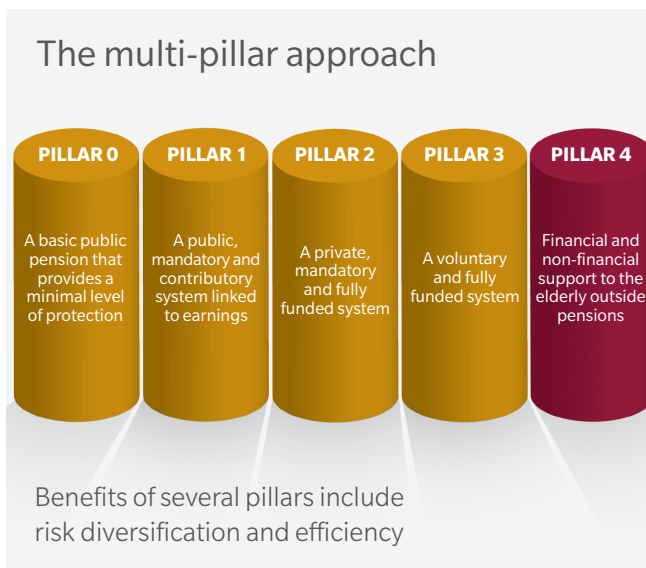 The multi-pillar approach
PILLAR 0
A basic public
pension that
provides a
minimal level
of protection
PILLAR 1
A public,
mandatory and
contributory
system linked
to earnings
PILLAR 2
A private,
mandatory
and fully
funded system
PILLAR 3
A voluntary
and fully
funded system
PILLAR 4
Financial and
non-financial
support to the
elderly outside
pensions
Benefits of several pillars include
risk diversification and efficiency